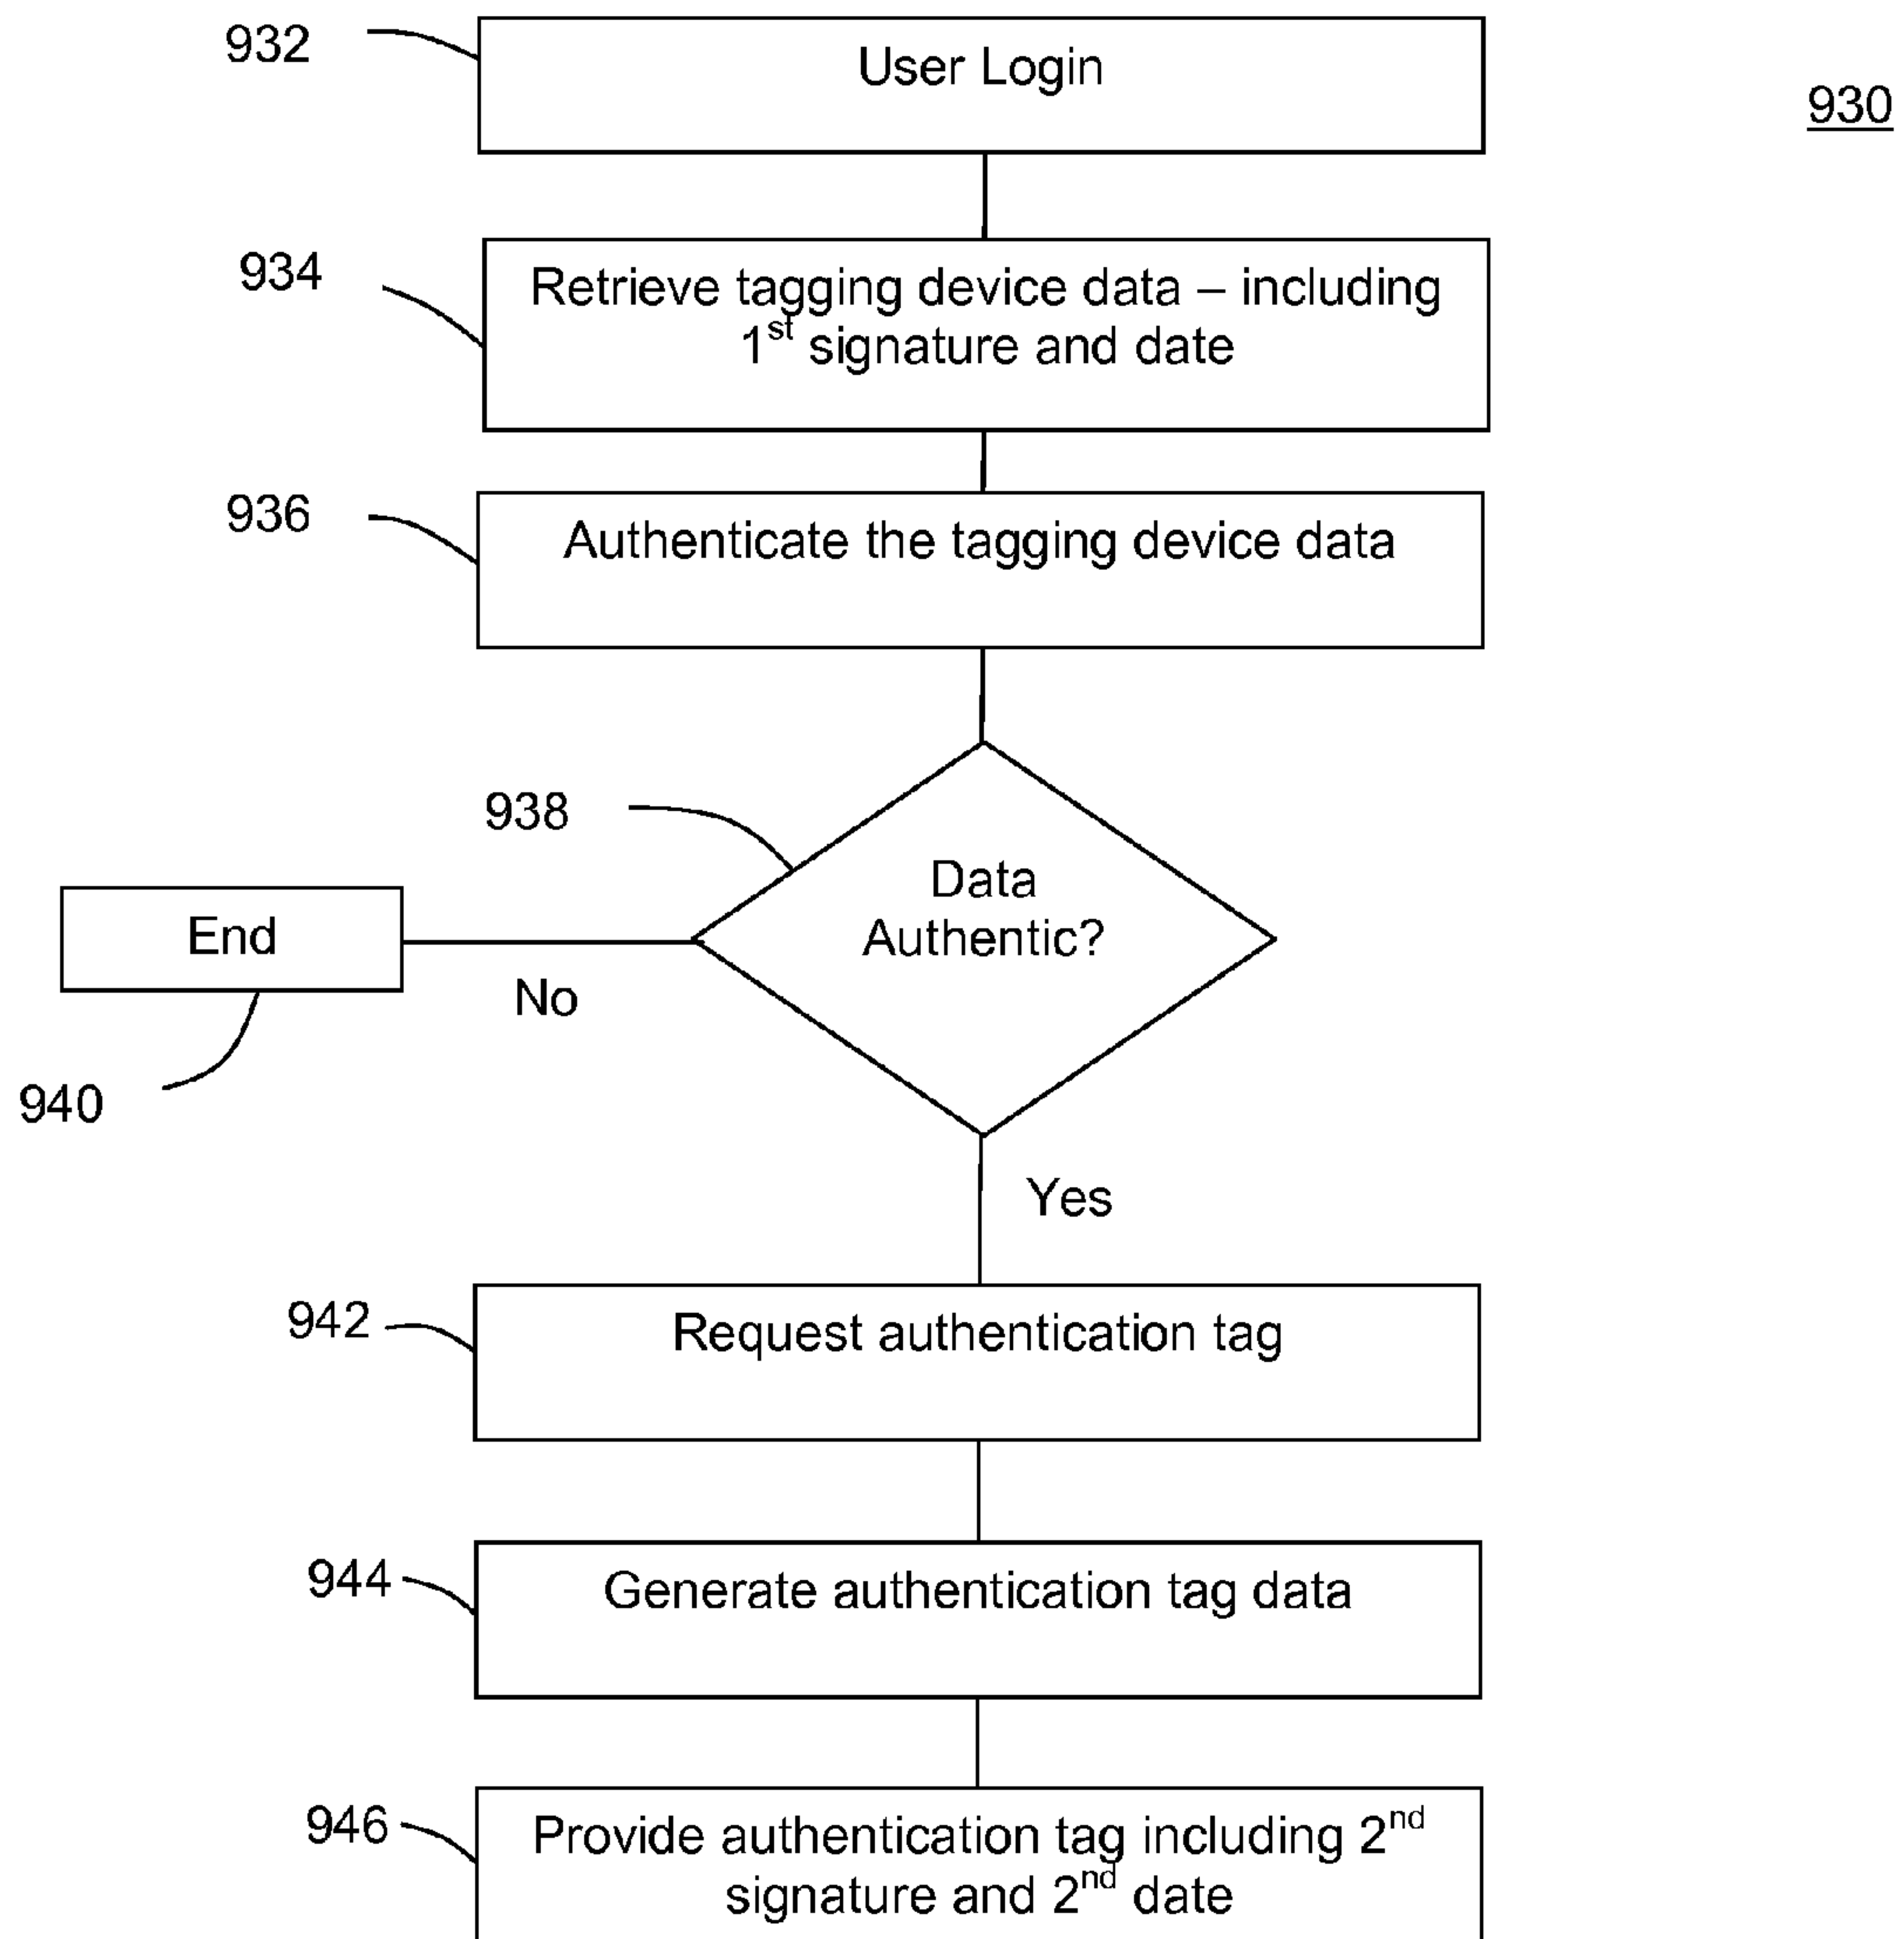 932
User Login
930
934
Retrieve tagging device data – including
1st signature and date
936
Authenticate the tagging device data
938
Data
Authentic?
End
No
940
Yes
942
Request authentication tag
944
Generate authentication tag data
946
Provide authentication tag including 2nd
signature and 2nd date